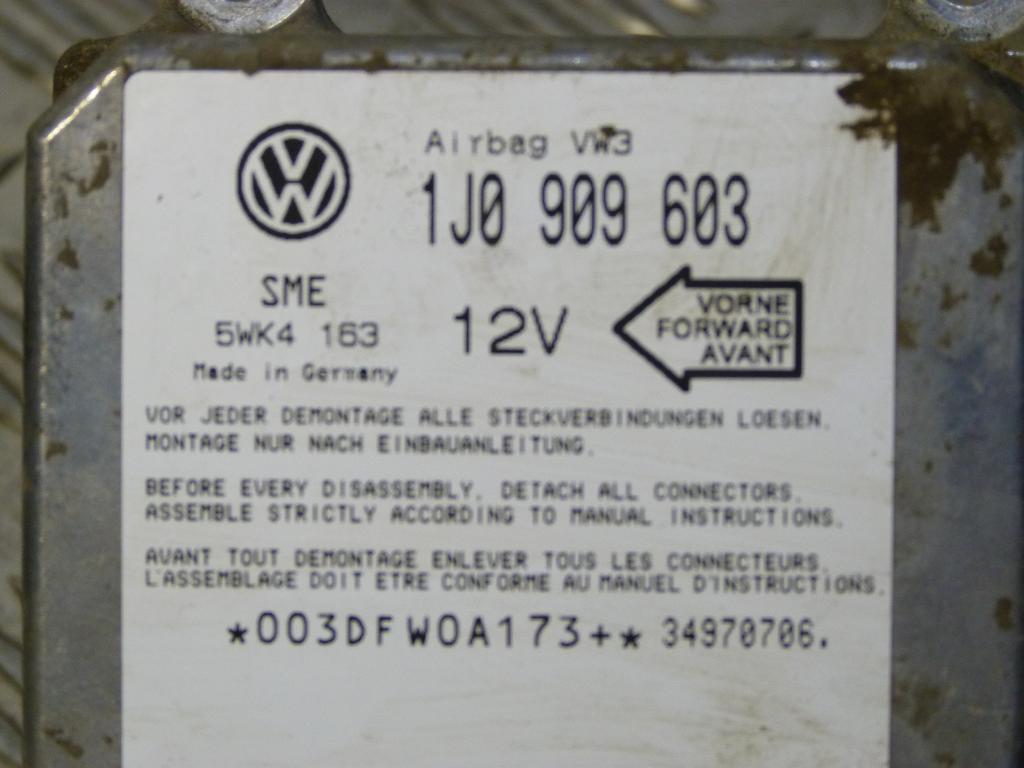 Airbag VW3
1J0 909 603
SME
5WK4 163
Made in Germany
12V
VORNE
FORWARD
AVANT
VOR JEDER DEMONTAGE ALLE STECKVERBINDUNGEN LOESEN.
MONTAGE NUR NACH EINBAUANLEITUNG.
BEFORE EVERY DISASSEMBLY, DETACH ALL CONNECTORS.
ASSEMBLE STRICTLY ACCORDING TO MANUAL INSTRUCTIONS.
AVANT TOUT DEMONTAGE ENLEVER TOUS LES CONNECTEURS.
L'ASSEMBLAGE DOIT ETRE CONFORME AU MANUEL D'INSTRUCTIONS.
*003DFW0A173+* 34970706.